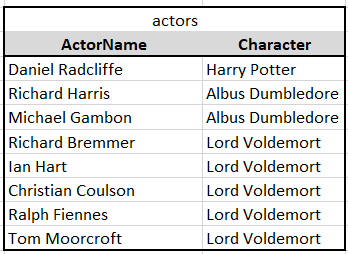 actors
ActorName Character
Daniel Radcliffe Harry Potter
Richard Harris Albus Dumbledore
Michael Gambon Albus Dumbledore
Richard Bremmer Lord Voldemort
Ian Hart Lord Voldemort
Christian Coulson Lord Voldemort
Ralph Fiennes Lord Voldemort
Tom Moorcroft Lord Voldemort